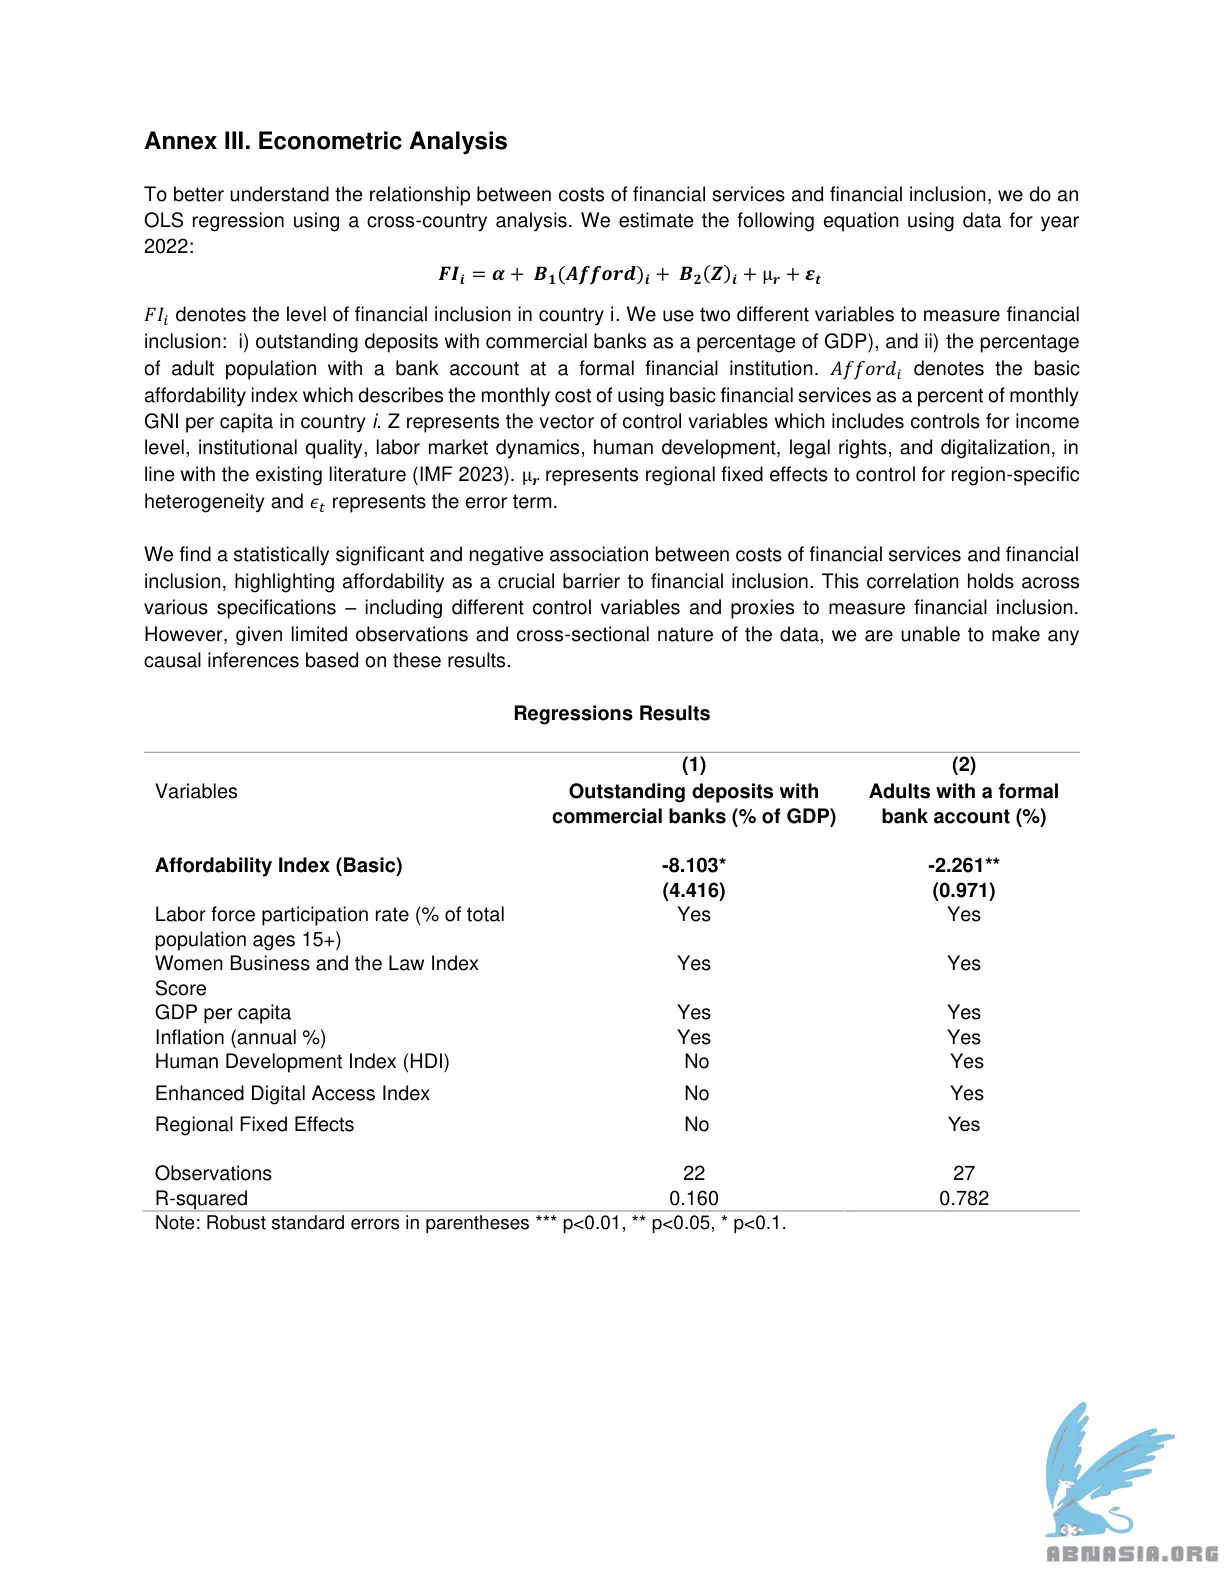 Annex III. Econometric Analysis
To better understand the relationship between costs of financial services and financial inclusion, we do an
OLS regression using a cross-country analysis. We estimate the following equation using data for year
2022:
FIᵢ = α + B₁(Afford)ᵢ + B₂(Z)ᵢ + μᵣ + εₜ
FIᵢ denotes the level of financial inclusion in country i. We use two different variables to measure financial
inclusion: i) outstanding deposits with commercial banks as a percentage of GDP), and ii) the percentage
of adult population with a bank account at a formal financial institution. Affordᵢ denotes the basic
affordability index which describes the monthly cost of using basic financial services as a percent of monthly
GNI per capita in country i. Z represents the vector of control variables which includes controls for income
level, institutional quality, labor market dynamics, human development, legal rights, and digitalization, in
line with the existing literature (IMF 2023). μᵣ represents regional fixed effects to control for region-specific
heterogeneity and ϵₜ represents the error term.
We find a statistically significant and negative association between costs of financial services and financial
inclusion, highlighting affordability as a crucial barrier to financial inclusion. This correlation holds across
various specifications – including different control variables and proxies to measure financial inclusion.
However, given limited observations and cross-sectional nature of the data, we are unable to make any
causal inferences based on these results.
Regressions Results
(1) (2)
Variables Outstanding deposits with Adults with a formal
commercial banks (% of GDP) bank account (%)
Affordability Index (Basic) -8.103* -2.261**
(4.416) (0.971)
Labor force participation rate (% of total Yes Yes
population ages 15+)
Women Business and the Law Index Yes Yes
Score
GDP per capita Yes Yes
Inflation (annual %) Yes Yes
Human Development Index (HDI) No Yes
Enhanced Digital Access Index No Yes
Regional Fixed Effects No Yes
Observations 22 27
R-squared 0.160 0.782
Note: Robust standard errors in parentheses *** p<0.01, ** p<0.05, * p<0.1.
33
ABNASIA.ORG